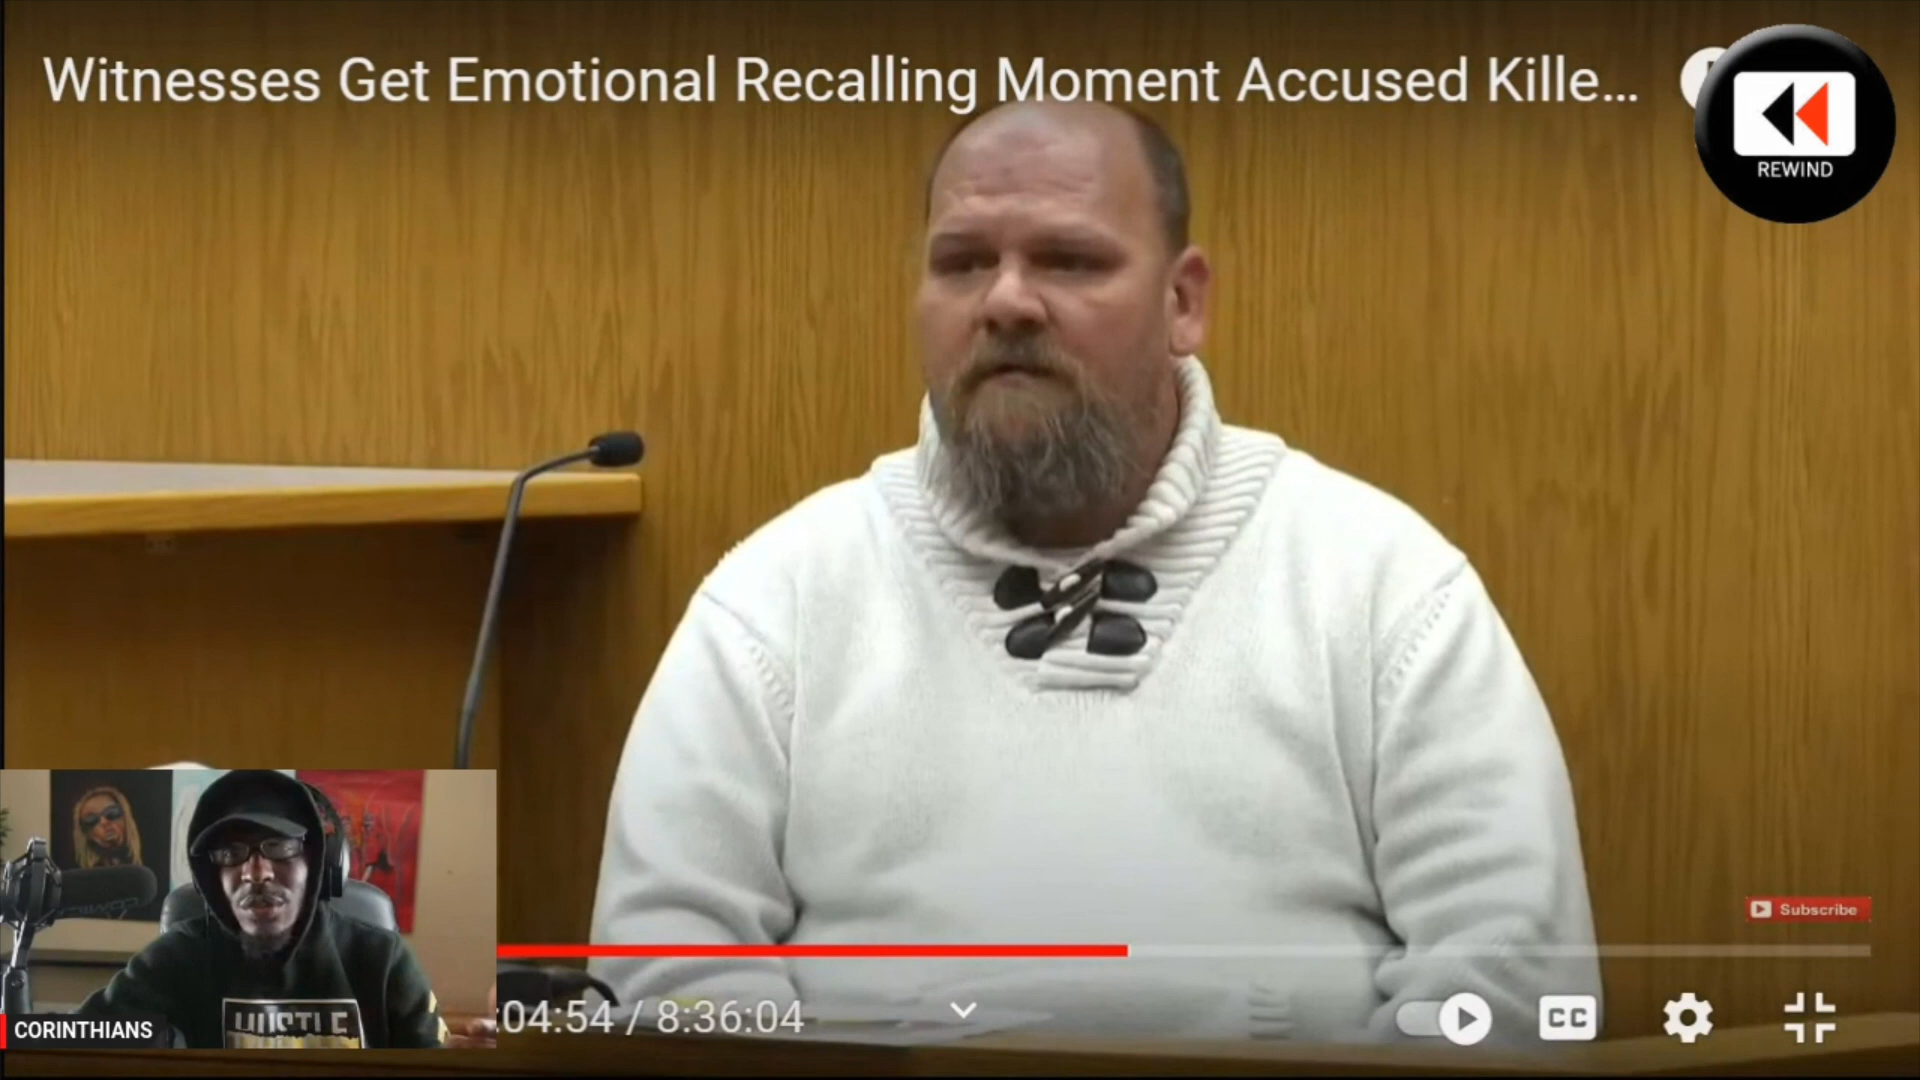 Witnesses Get Emotional Recalling Moment Accused Kille...
REWIND
Subscribe
:04:54 / 8:36:04
CC
HUSTLE
CORINTHIANS